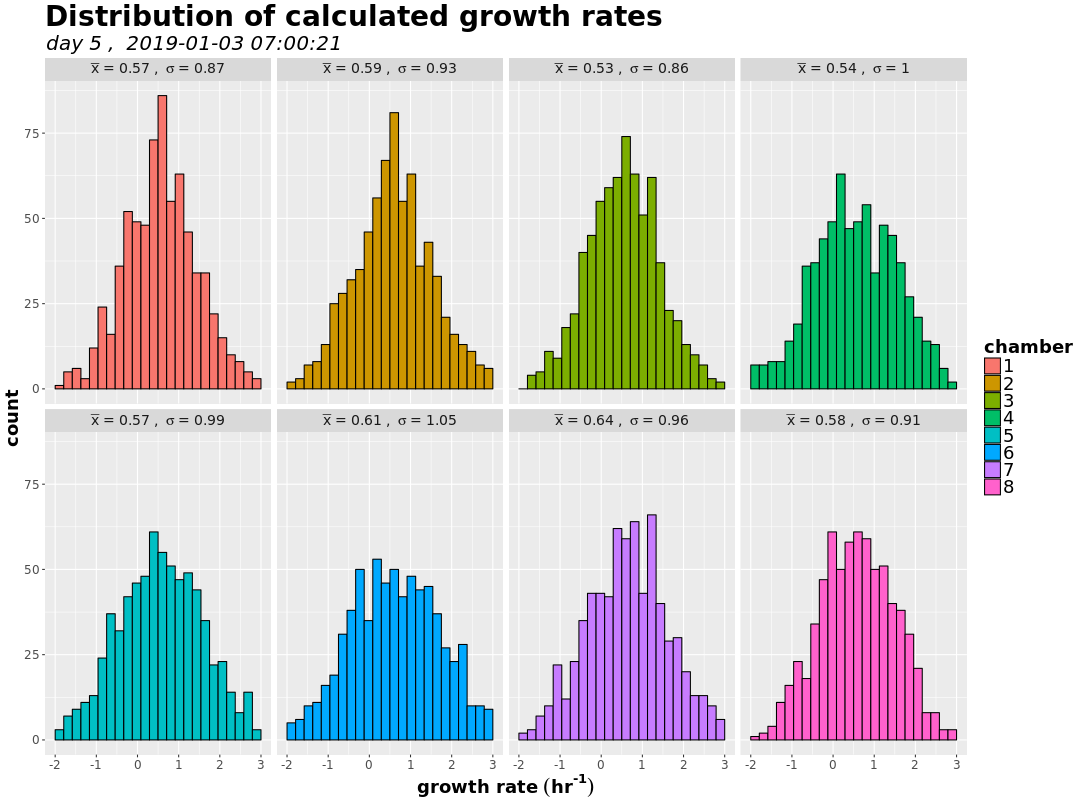 Distribution of calculated growth rates
day 5 ,  2019-01-03 07:00:21
x̅ = 0.57 ,  σ = 0.87
x̅ = 0.59 ,  σ = 0.93
x̅ = 0.53 ,  σ = 0.86
x̅ = 0.54 ,  σ = 1
75
50
25
0
x̅ = 0.57 ,  σ = 0.99
x̅ = 0.61 ,  σ = 1.05
x̅ = 0.64 ,  σ = 0.96
x̅ = 0.58 ,  σ = 0.91
75
50
25
0
-2 -1 0 1 2 3
-2 -1 0 1 2 3
-2 -1 0 1 2 3
-2 -1 0 1 2 3
growth rate (hr⁻¹)
count
chamber
1
2
3
4
5
6
7
8